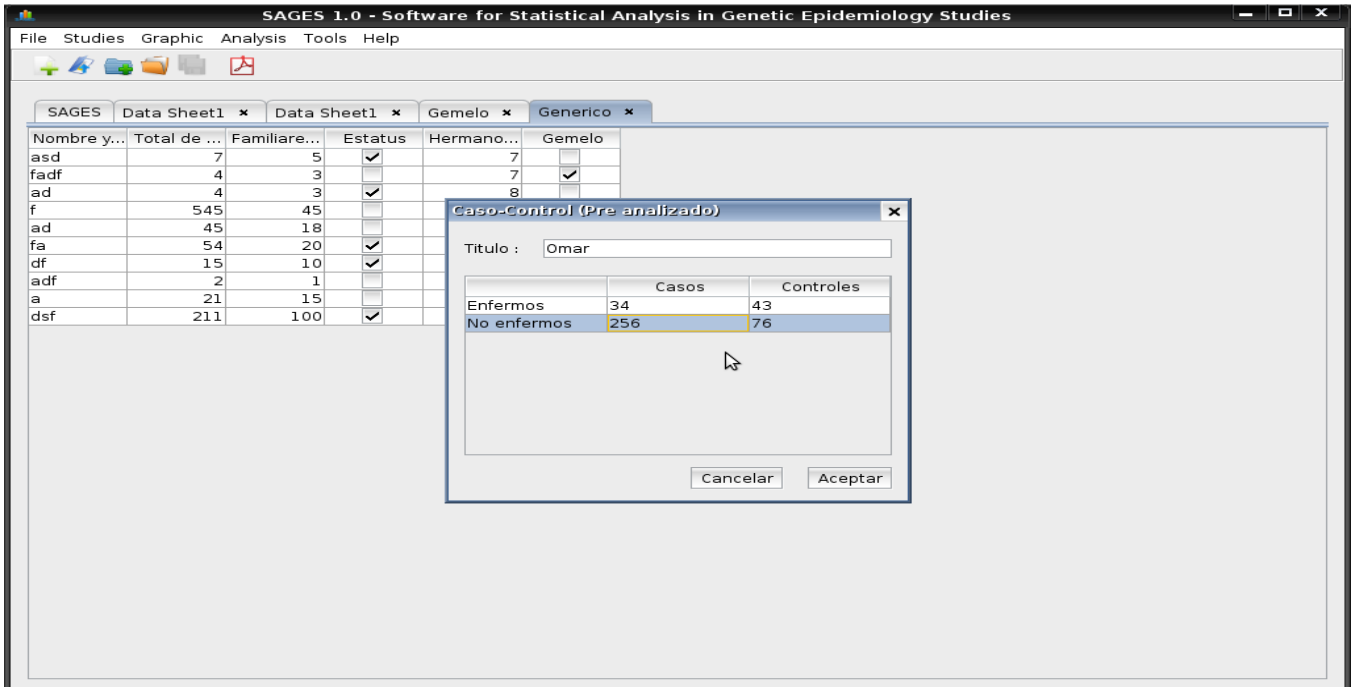 SAGES 1.0 - Software for Statistical Analysis in Genetic Epidemiology Studies
File Studies Graphic Analysis Tools Help
SAGES Data Sheet1 Data Sheet1 Gemelo Generico
Nombre y... Total de ... Familiare... Estatus Hermano... Gemelo
asd 7 5 7
fadf 4 3 7
ad 4 3 8
f 545 45
ad 45 18
fa 54 20
df 15 10
adf 2 1
a 21 15
dsf 211 100
Caso-Control (Pre analizado)
Titulo : Omar
Casos Controles
Enfermos 34 43
No enfermos 256 76
Cancelar Aceptar